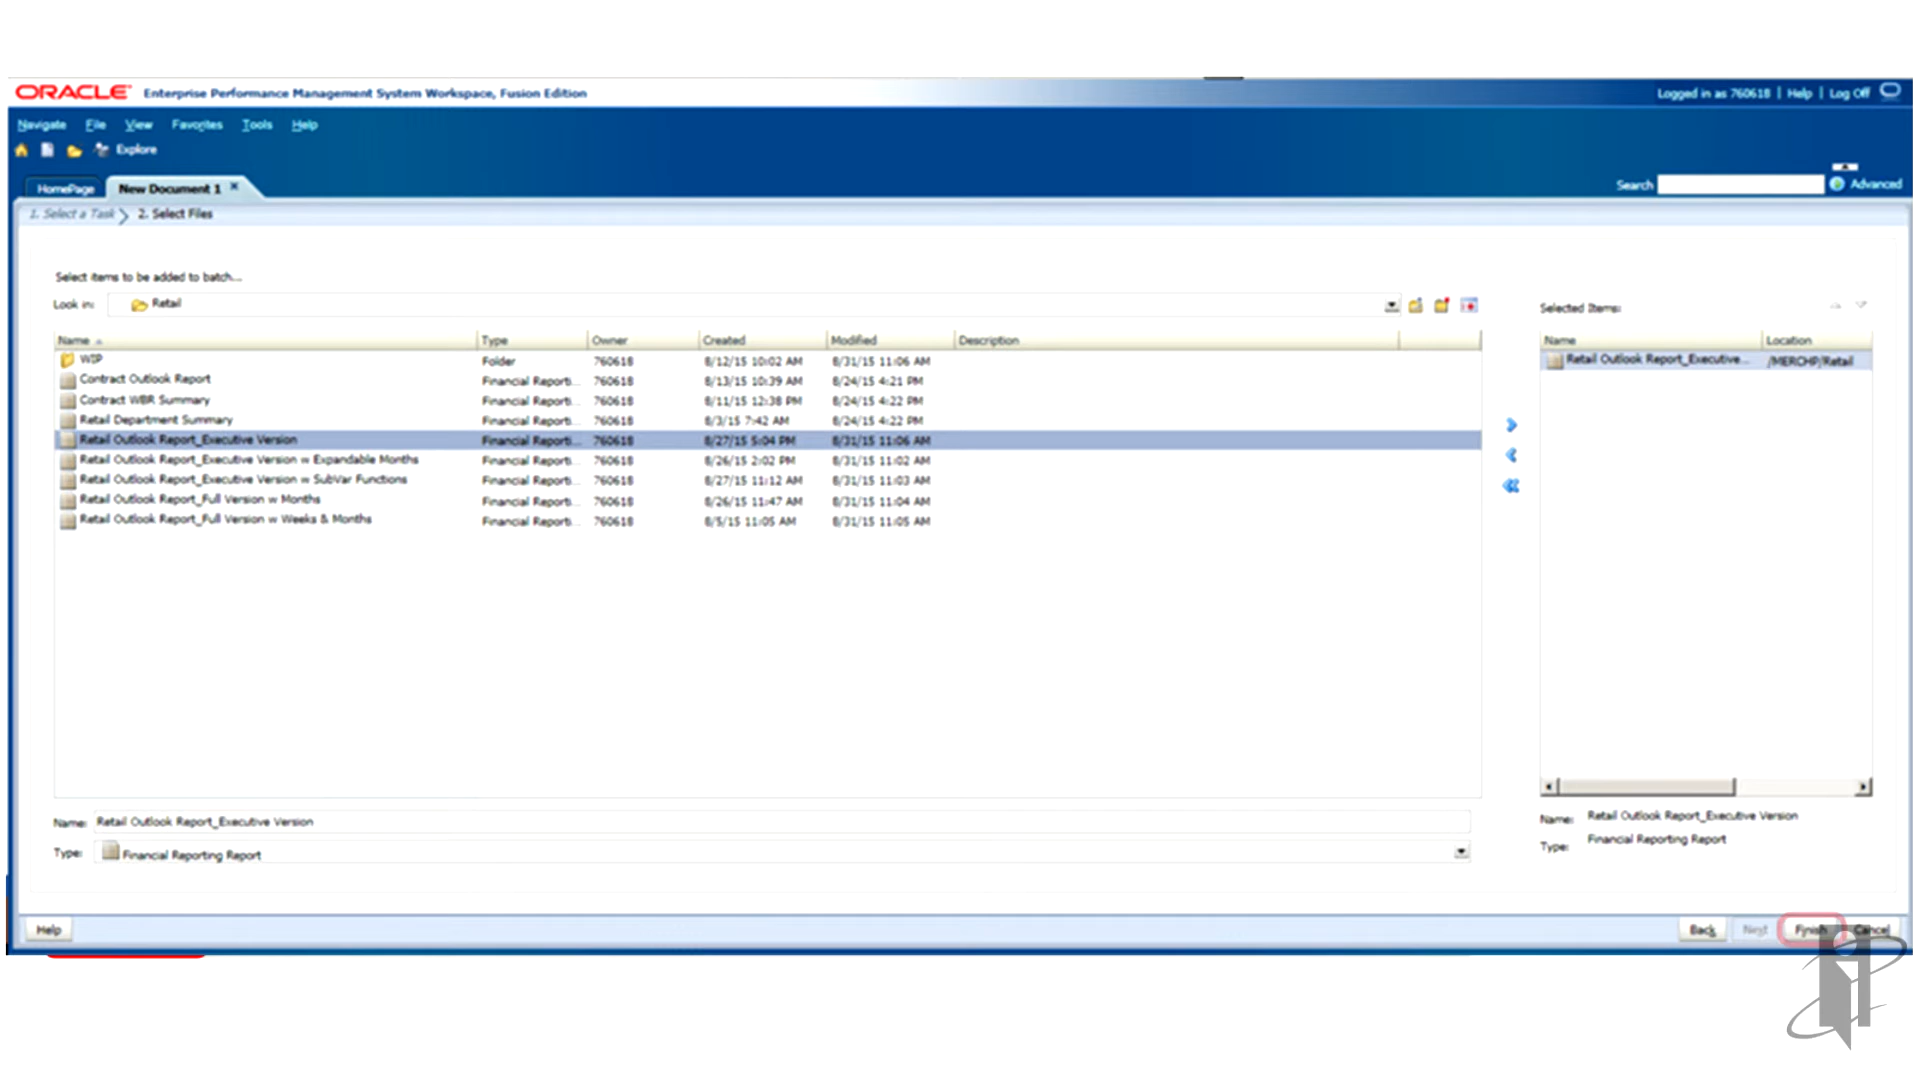 ORACLE Enterprise Performance Management System Workspace, Fusion Edition Logged in as 760618 | Help | Log Off
Navigate File View Favorites Tools Help
Explore
HomePage New Document 1 Search Advanced
1. Select a Task 2. Select Files
Select items to be added to batch...
Look in: Retail Selected Items:
Name Type Owner Created Modified Description Name Location
WIP Folder 760618 8/12/15 10:02 AM 8/31/15 11:06 AM Retail Outlook Report_Executive... /MERCHP/Retail
Contract Outlook Report Financial Reporti... 760618 8/13/15 10:39 AM 8/24/15 4:21 PM
Contract WBR Summary Financial Reporti... 760618 8/11/15 12:38 PM 8/24/15 4:22 PM
Retail Department Summary Financial Reporti... 760618 8/3/15 7:42 AM 8/24/15 4:22 PM
Retail Outlook Report_Executive Version Financial Reporti... 760618 8/27/15 5:04 PM 8/31/15 11:06 AM
Retail Outlook Report_Executive Version w Expandable Months Financial Reporti... 760618 8/26/15 2:02 PM 8/31/15 11:02 AM
Retail Outlook Report_Executive Version w SubVar Functions Financial Reporti... 760618 8/27/15 11:12 AM 8/31/15 11:03 AM
Retail Outlook Report_Full Version w Months Financial Reporti... 760618 8/26/15 11:47 AM 8/31/15 11:04 AM
Retail Outlook Report_Full Version w Weeks & Months Financial Reporti... 760618 8/5/15 11:05 AM 8/31/15 11:05 AM
Name: Retail Outlook Report_Executive Version Name: Retail Outlook Report_Executive Version
Type: Financial Reporting Report Type: Financial Reporting Report
Help Back Next Finish Cancel